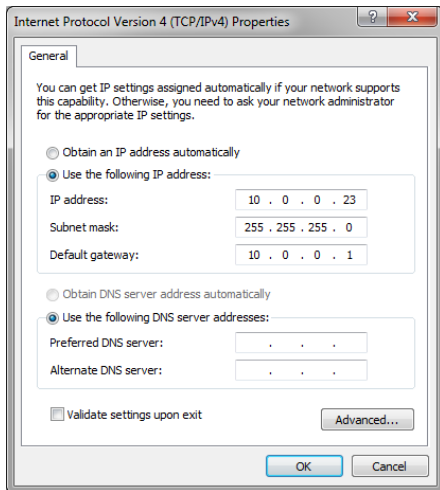 Internet Protocol Version 4 (TCP/IPv4) Properties
General
You can get IP settings assigned automatically if your network supports
this capability. Otherwise, you need to ask your network administrator
for the appropriate IP settings.
Obtain an IP address automatically
Use the following IP address:
IP address: 10 . 0 . 0 . 23
Subnet mask: 255 . 255 . 255 . 0
Default gateway: 10 . 0 . 0 . 1
Obtain DNS server address automatically
Use the following DNS server addresses:
Preferred DNS server: . . .
Alternate DNS server: . . .
Validate settings upon exit
Advanced...
OK Cancel